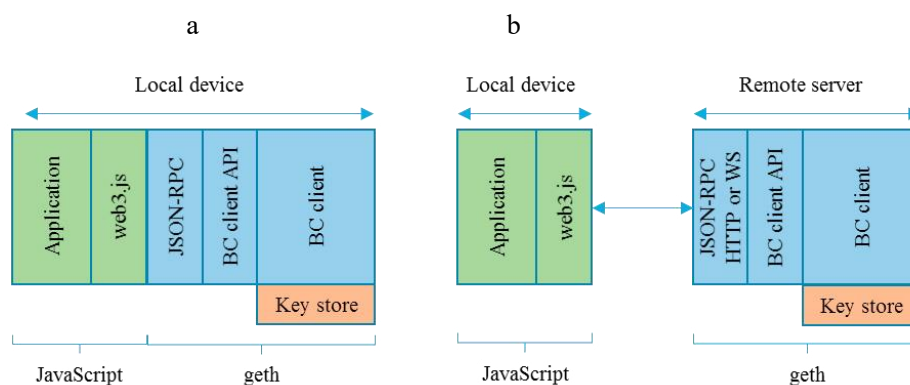 a
Local device
Application
web3.js
JSON-RPC
BC client API
BC client
Key store
JavaScript
geth
b
Local device
Remote server
Application
web3.js
JSON-RPC
HTTP or WS
BC client API
BC client
Key store
JavaScript
geth